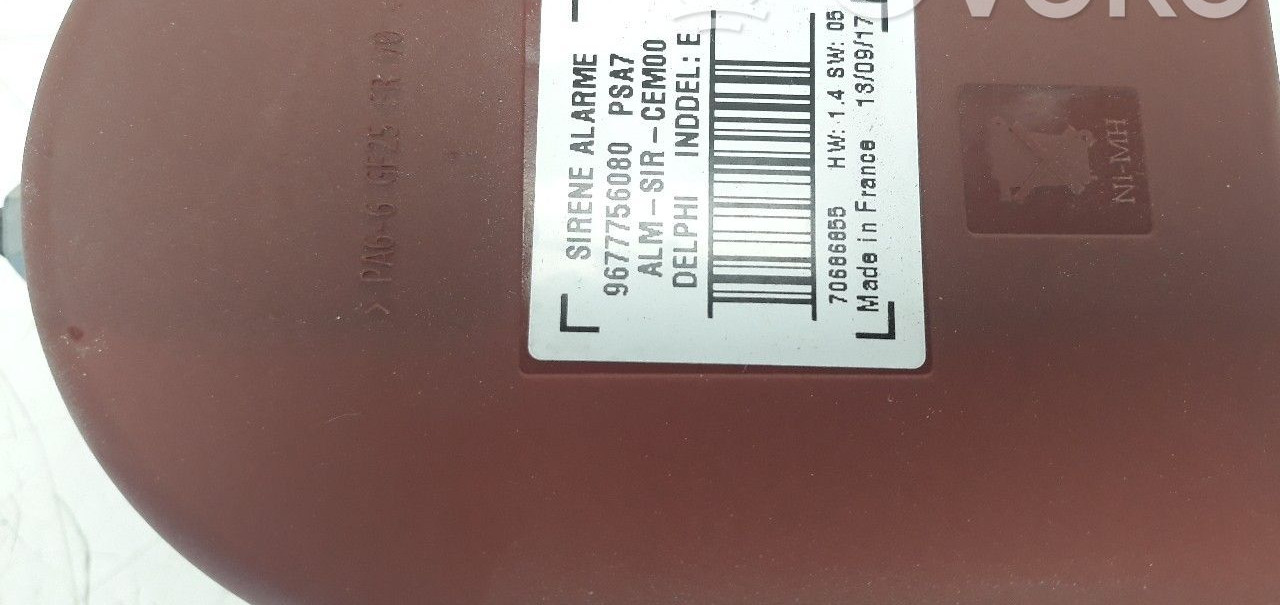 SIRENE ALARME
9677756080 PSA7
ALM-SIR-CEM00
DELPHI INDDEL: E
70686855 HW: 1.4 SW: 05
Made in France 13/09/17
NI-MH